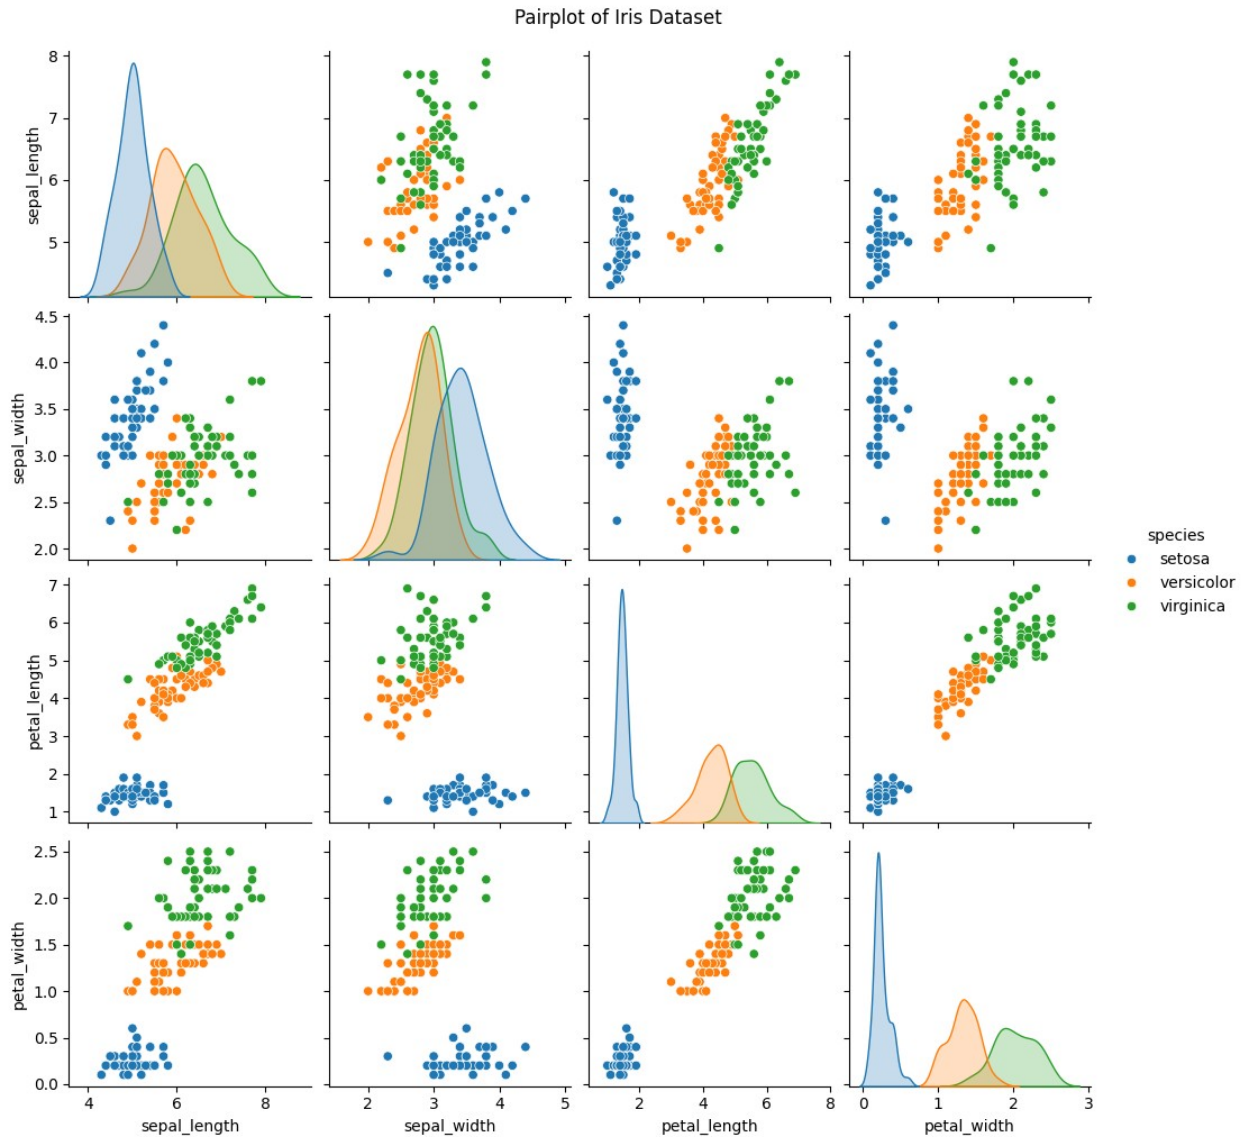 Pairplot of Iris Dataset
8
7
6
5
sepal_length
4.5
4.0
3.5
3.0
2.5
2.0
sepal_width
7
6
5
4
3
2
1
petal_length
2.5
2.0
1.5
1.0
0.5
0.0
petal_width
4 6 8
sepal_length
2 3 4 5
sepal_width
2 4 6 8
petal_length
0 1 2 3
petal_width
species
setosa
versicolor
virginica